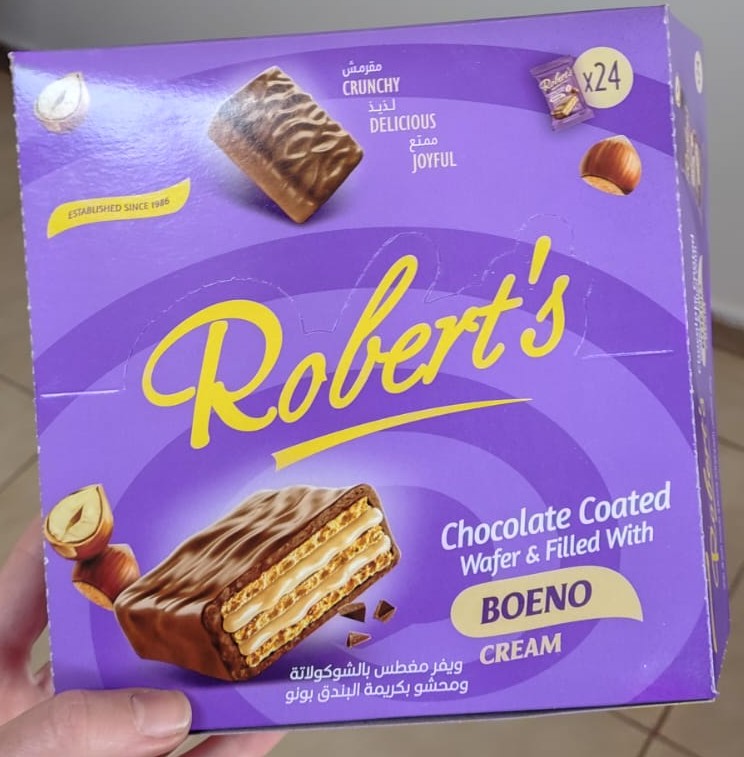 مقرمش
CRUNCHY
لذيذ
DELICIOUS
ممتع
JOYFUL
Robert's
x24
ESTABLISHED SINCE 1986
Robert's
Chocolate Coated
Wafer & Filled With
BOENO
CREAM
ويفر مغطس بالشوكولاتة
ومحشو بكريمة البندق بونو